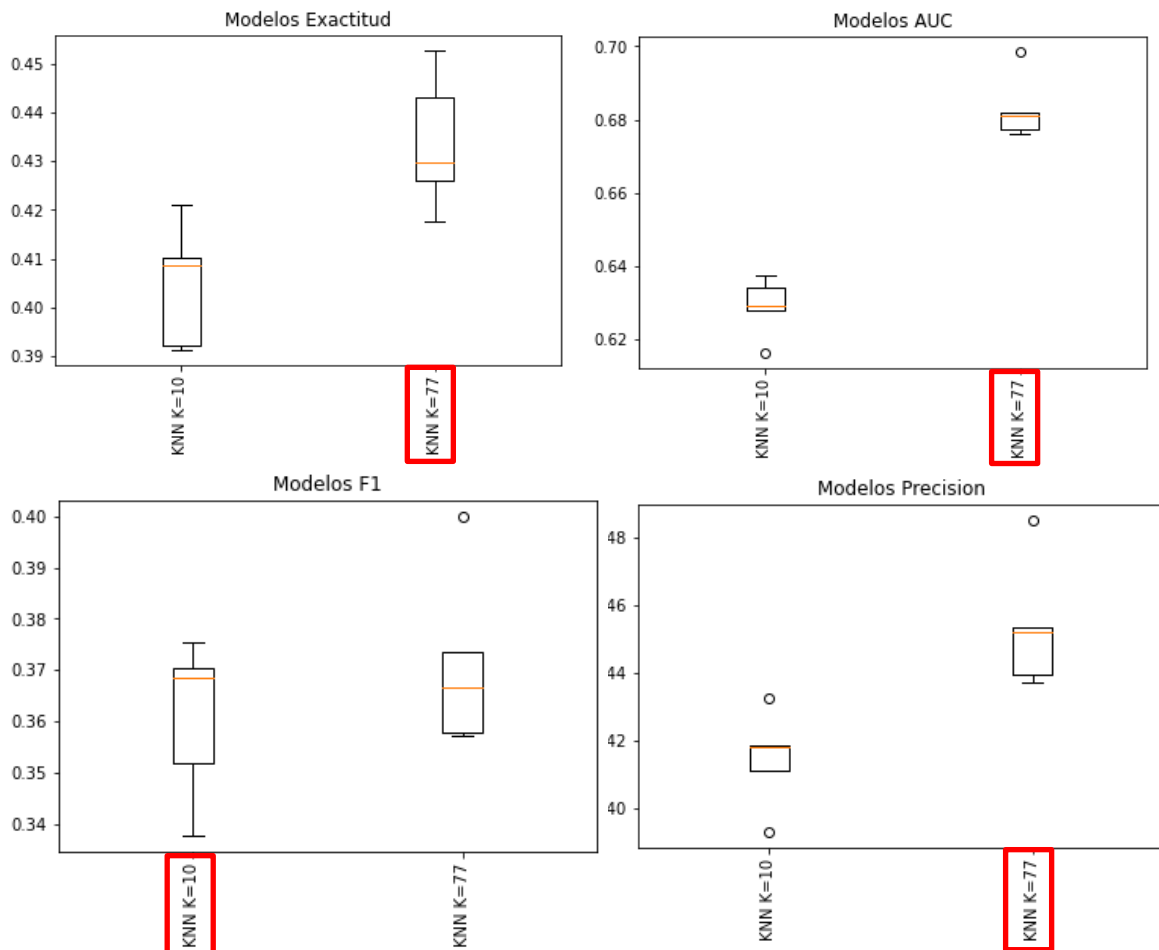 Modelos Exactitud
0.45
0.44
0.43
0.42
0.41
0.40
0.39
KNN K=10
KNN K=77
Modelos AUC
0.70
0.68
0.66
0.64
0.62
KNN K=10
KNN K=77
Modelos F1
0.40
0.39
0.38
0.37
0.36
0.35
0.34
KNN K=10
KNN K=77
Modelos Precision
48
46
44
42
40
KNN K=10
KNN K=77